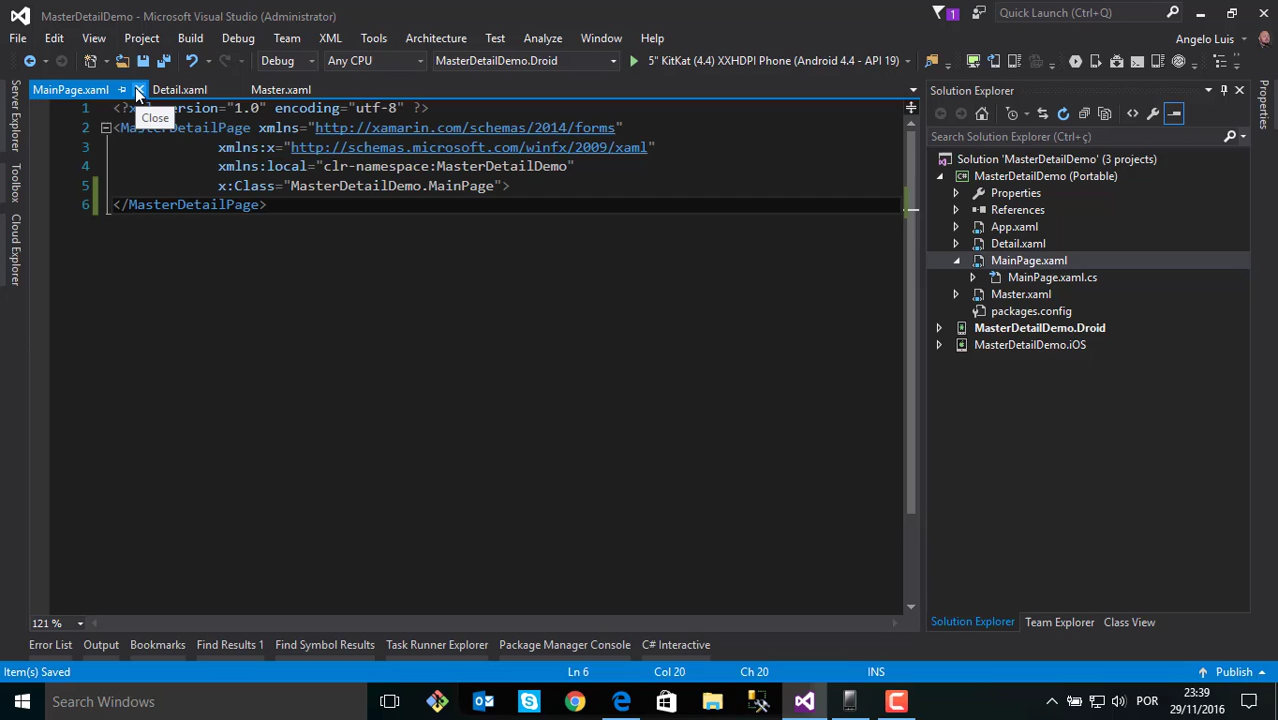 MasterDetailDemo - Microsoft Visual Studio (Administrator)
1
Quick Launch (Ctrl+Q)
File Edit View Project Build Debug Team XML Tools Architecture Test Analyze Window Help
Angelo Luis
Debug Any CPU MasterDetailDemo.Droid 5" KitKat (4.4) XXHDPI Phone (Android 4.4 - API 19)
MainPage.xaml Detail.xaml Master.xaml
Close
Server Explorer
Toolbox
Cloud Explorer
1 <?x version="1.0" encoding="utf-8" ?>
2 <MasterDetailPage xmlns="http://xamarin.com/schemas/2014/forms"
3 xmlns:x="http://schemas.microsoft.com/winfx/2009/xaml"
4 xmlns:local="clr-namespace:MasterDetailDemo"
5 x:Class="MasterDetailDemo.MainPage">
6 </MasterDetailPage>
121 %
Solution Explorer
Search Solution Explorer (Ctrl+ç)
Solution 'MasterDetailDemo' (3 projects)
MasterDetailDemo (Portable)
Properties
References
App.xaml
Detail.xaml
MainPage.xaml
MainPage.xaml.cs
Master.xaml
packages.config
MasterDetailDemo.Droid
MasterDetailDemo.iOS
Solution Explorer Team Explorer Class View
Properties
Error List Output Bookmarks Find Results 1 Find Symbol Results Task Runner Explorer Package Manager Console C# Interactive
Item(s) Saved Ln 6 Col 20 Ch 20 INS Publish
Search Windows
POR
23:39
29/11/2016